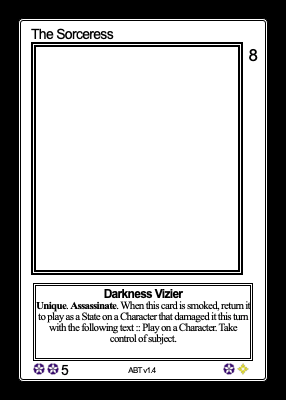 The Sorceress
8
Darkness Vizier
Unique. Assassinate. When this card is smoked, return it
to play as a State on a Character that damaged it this turn
with the following text :: Play on a Character. Take
control of subject.
5
ABT v1.4